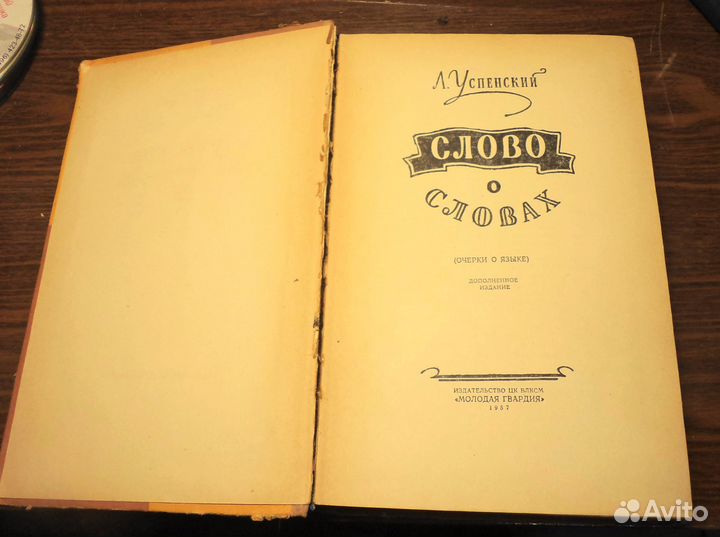 Л. Успенский
СЛОВО
О
СЛОВАХ
(ОЧЕРКИ О ЯЗЫКЕ)
ДОПОЛНЕННОЕ
ИЗДАНИЕ
ИЗДАТЕЛЬСТВО ЦК ВЛКСМ
«МОЛОДАЯ ГВАРДИЯ»
1957
Avito